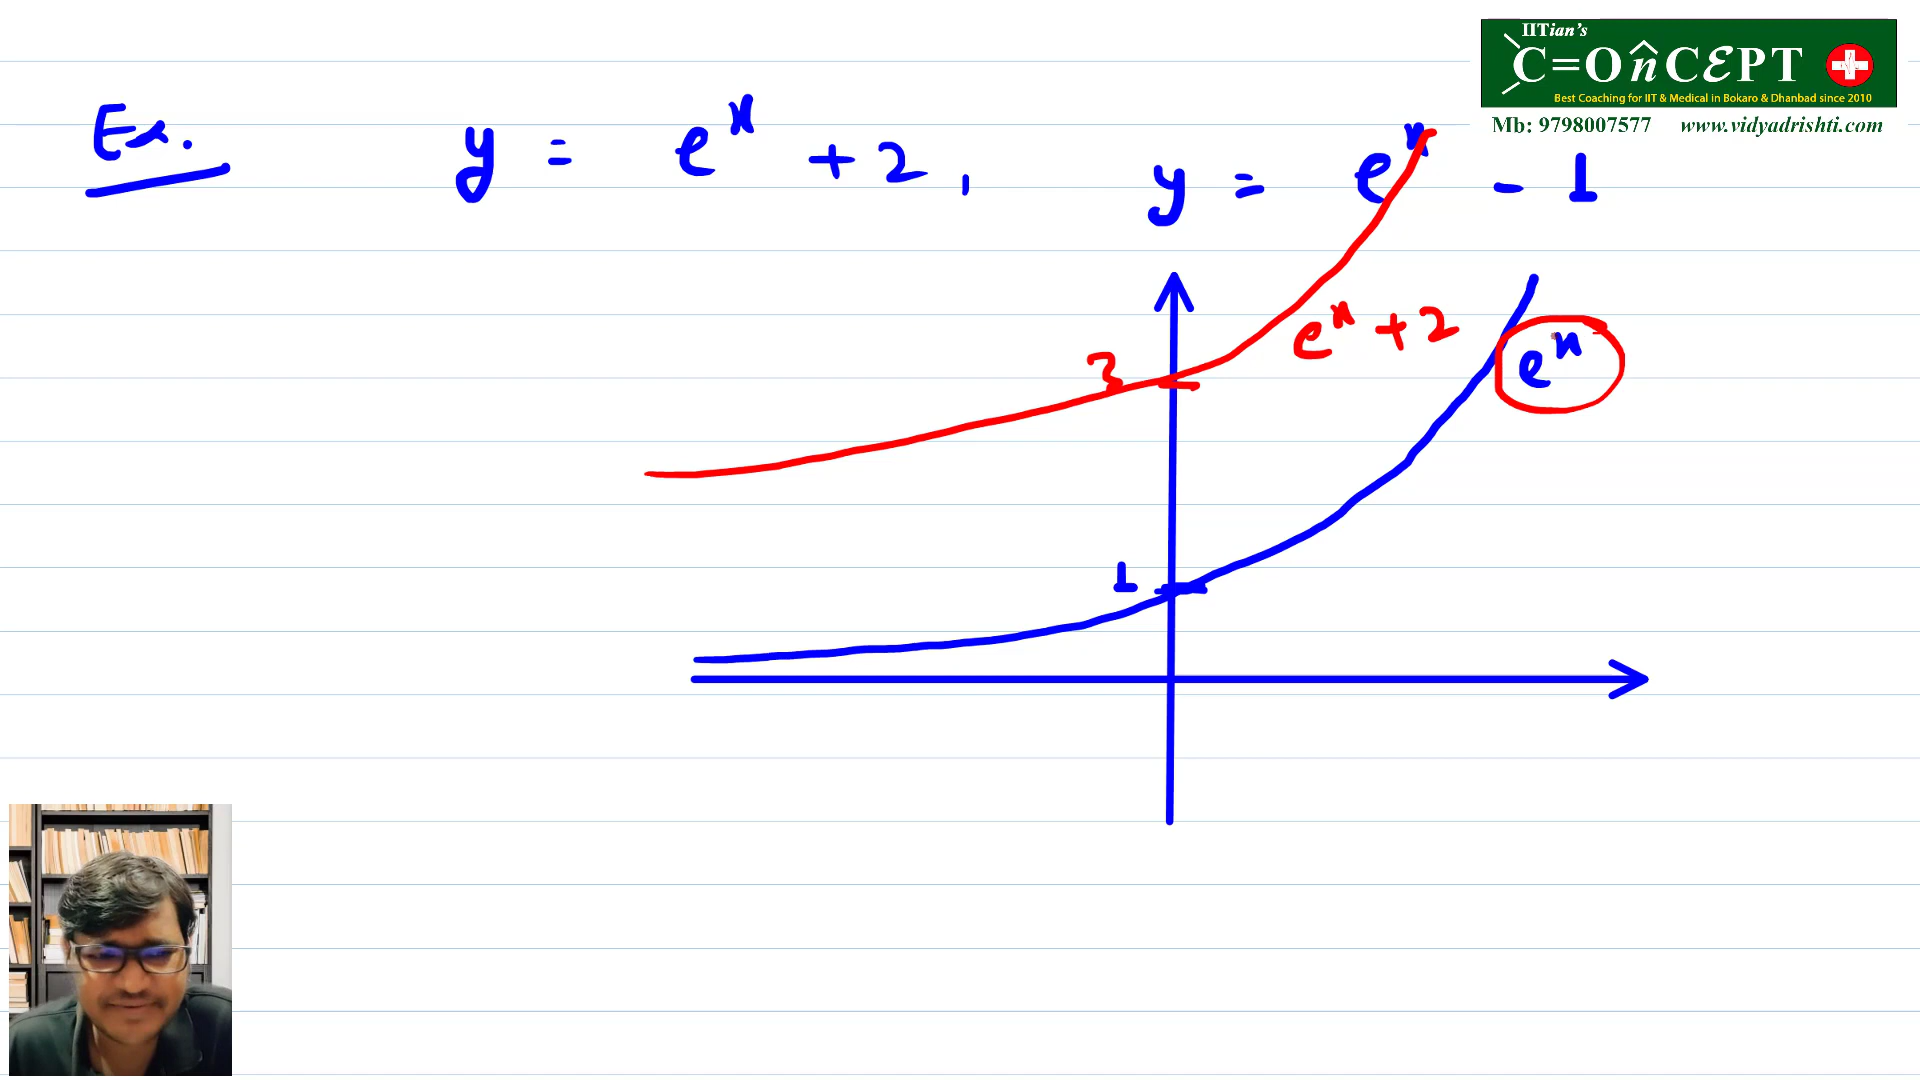 IITian's
C=OnCEPT
Best Coaching for IIT & Medical in Bokaro & Dhanbad since 2010
Mb: 9798007577 www.vidyadrishti.com
Ex. y = e^x + 2, y = e^x - 1
e^x + 2
3
e^x
1